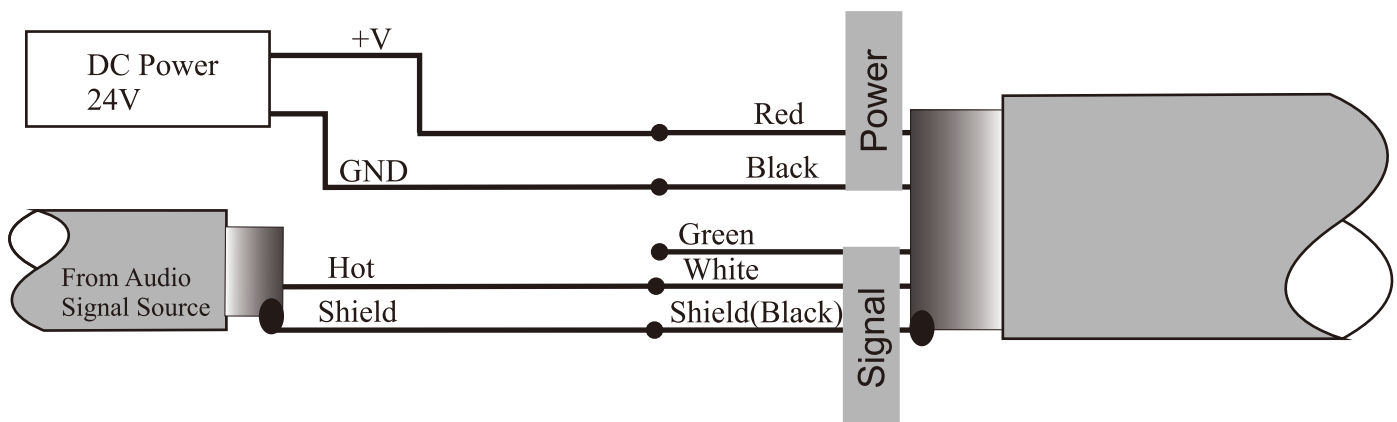 +V
DC Power
24V
Red
Power
GND
Black
Green
From Audio
Signal Source
Hot
White
Shield
Shield(Black)
Signal